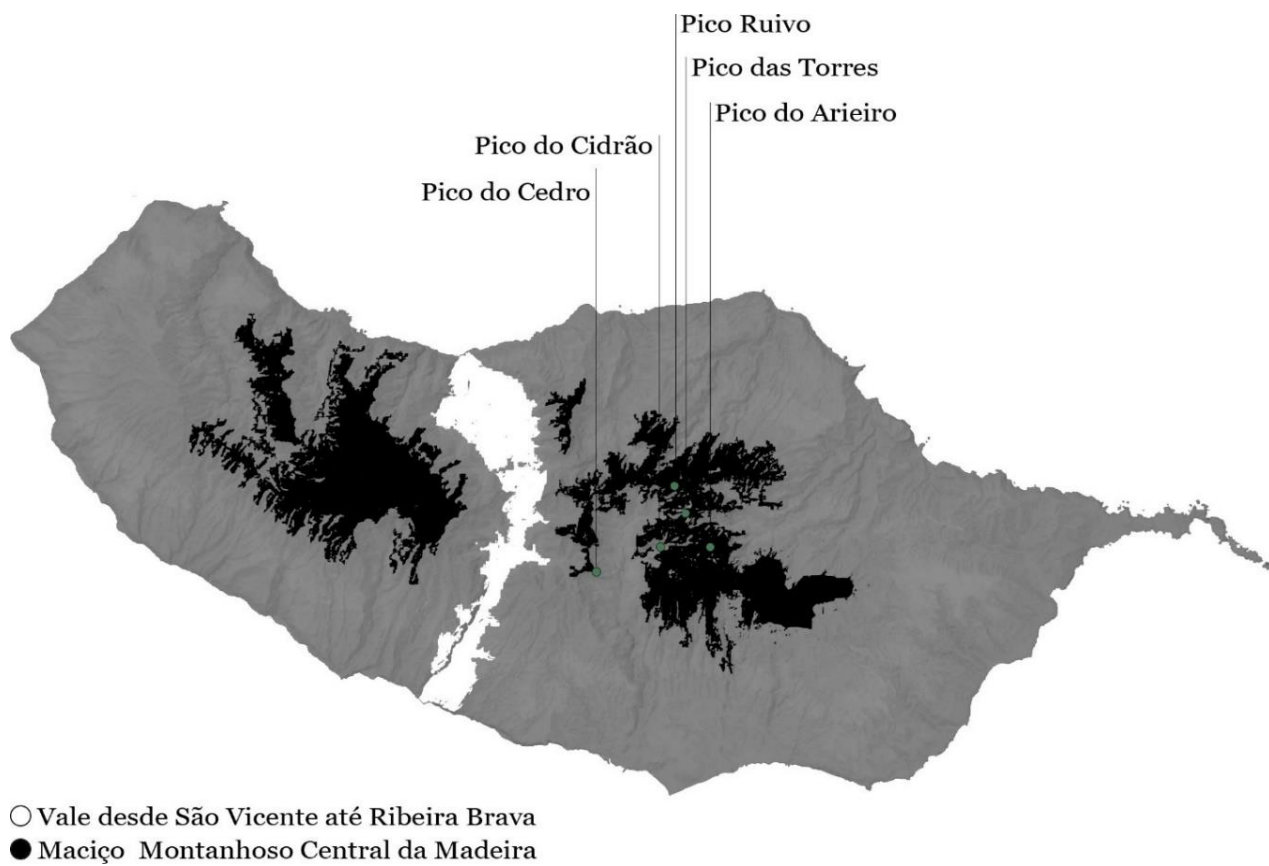 Pico Ruivo
Pico das Torres
Pico do Arieiro
Pico do Cidrão
Pico do Cedro
Vale desde São Vicente até Ribeira Brava
Maciço Montanhoso Central da Madeira